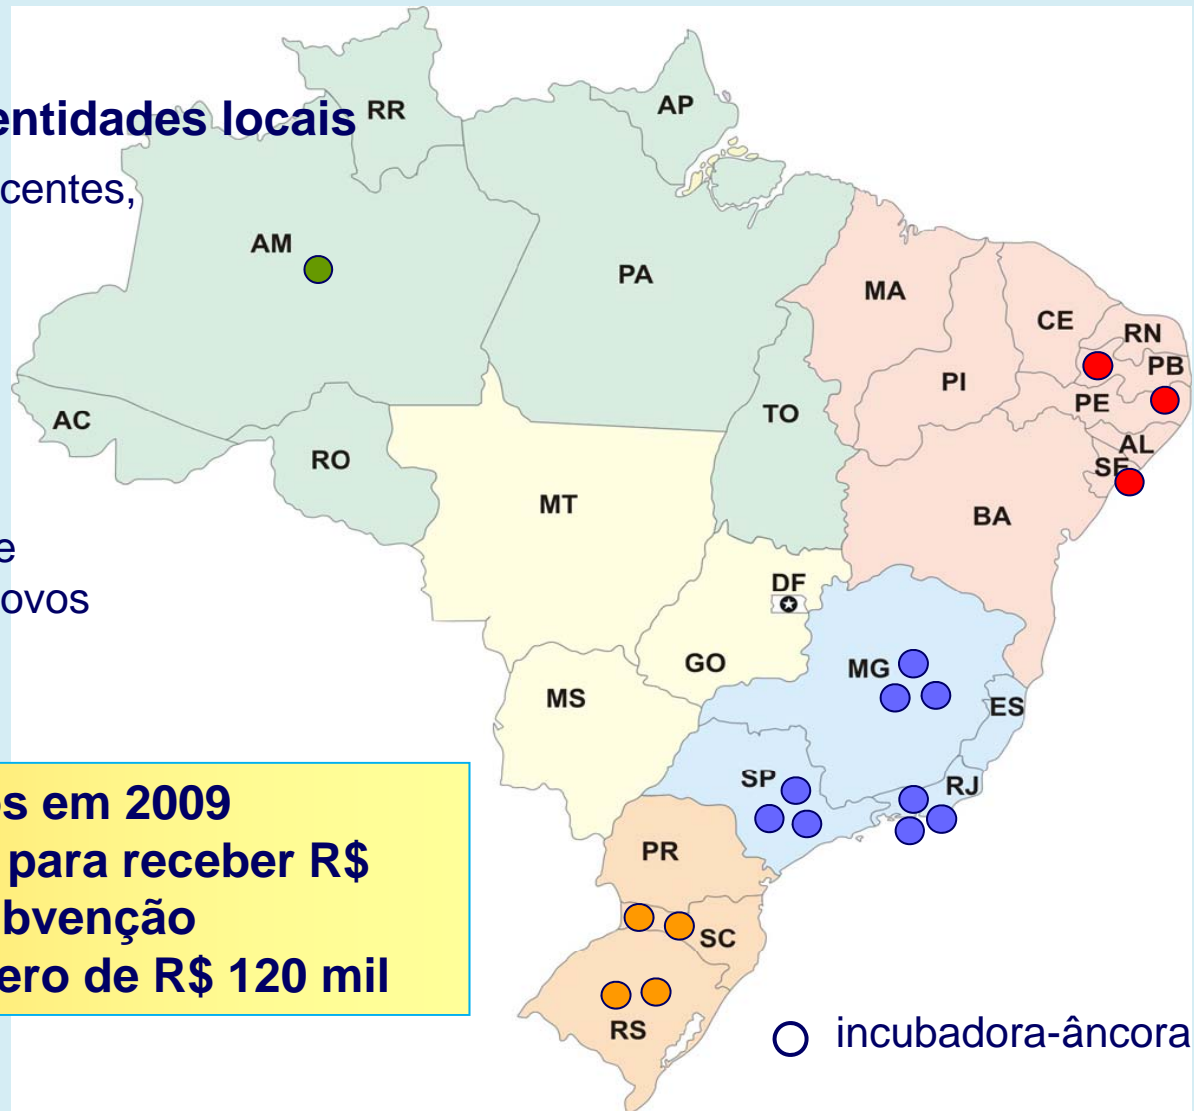 entidades locais
centes,
e
ovos
os em 2009
para receber R$
bvenção
ero de R$ 120 mil
RR
AP
AM
PA
MA
CE
RN
PB
PI
PE
AL
SE
AC
RO
TO
MT
BA
DF
GO
MG
MS
ES
SP
RJ
PR
SC
RS
incubadora-âncora